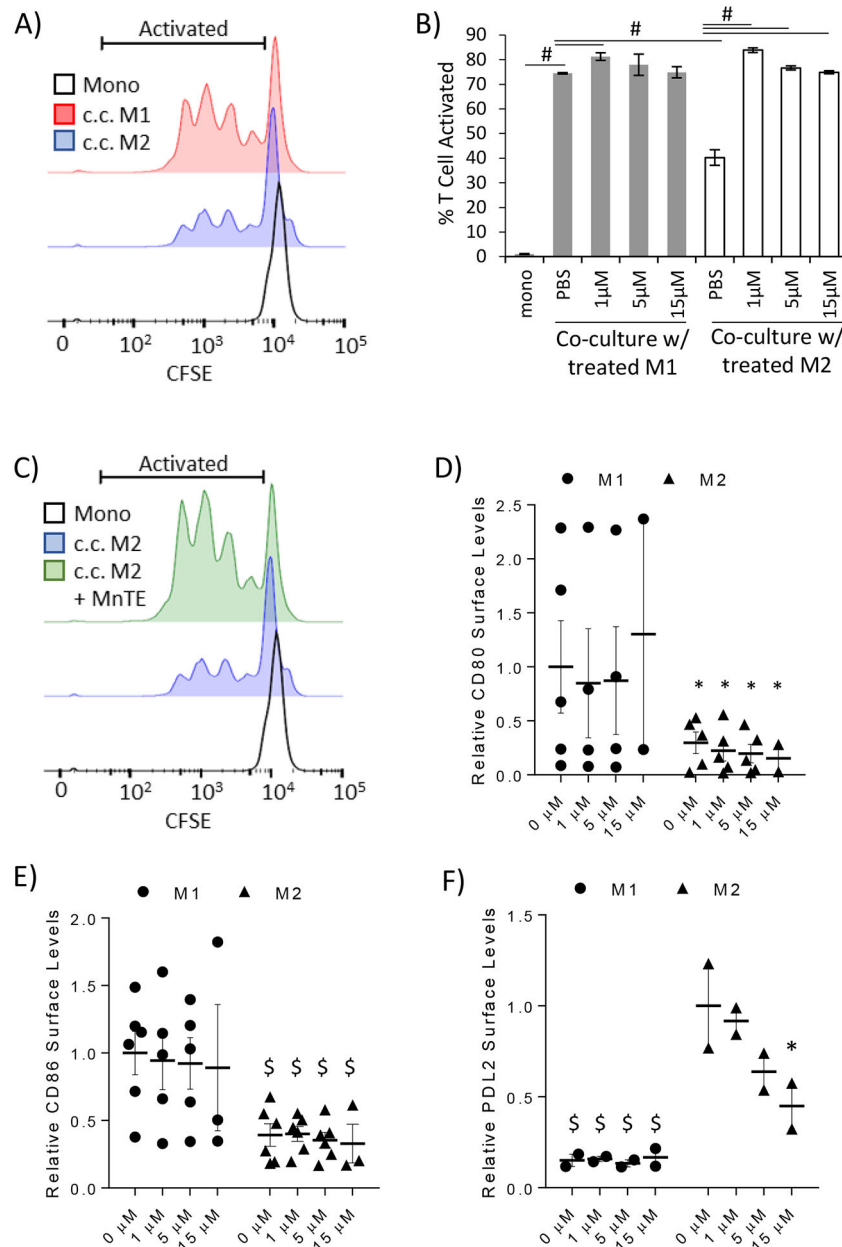 A)
Activated
Mono
c.c. M1
c.c. M2
0 10² 10³ 10⁴ 10⁵
CFSE
B)
% T Cell Activated
90
80
70
60
50
40
30
20
10
0
# # # #
mono PBS 1µM 5µM 15µM PBS 1µM 5µM 15µM
Co-culture w/ Co-culture w/
treated M1 treated M2
C)
Activated
Mono
c.c. M2
c.c. M2
+ MnTE
0 10² 10³ 10⁴ 10⁵
CFSE
D)
M1 M2
Relative CD80 Surface Levels
2.5
2.0
1.5
1.0
0.5
0.0
* * * *
0 µM 1 µM 5 µM 15 µM 0 µM 1 µM 5 µM 15 µM
E)
M1 M2
Relative CD86 Surface Levels
2.0
1.5
1.0
0.5
0.0
$ $ $ $
0 µM 1 µM 5 µM 15 µM 0 µM 1 µM 5 µM 15 µM
F)
M1 M2
Relative PDL2 Surface Levels
1.5
1.0
0.5
0.0
*
$ $ $ $
0 µM 1 µM 5 µM 15 µM 0 µM 1 µM 5 µM 15 µM